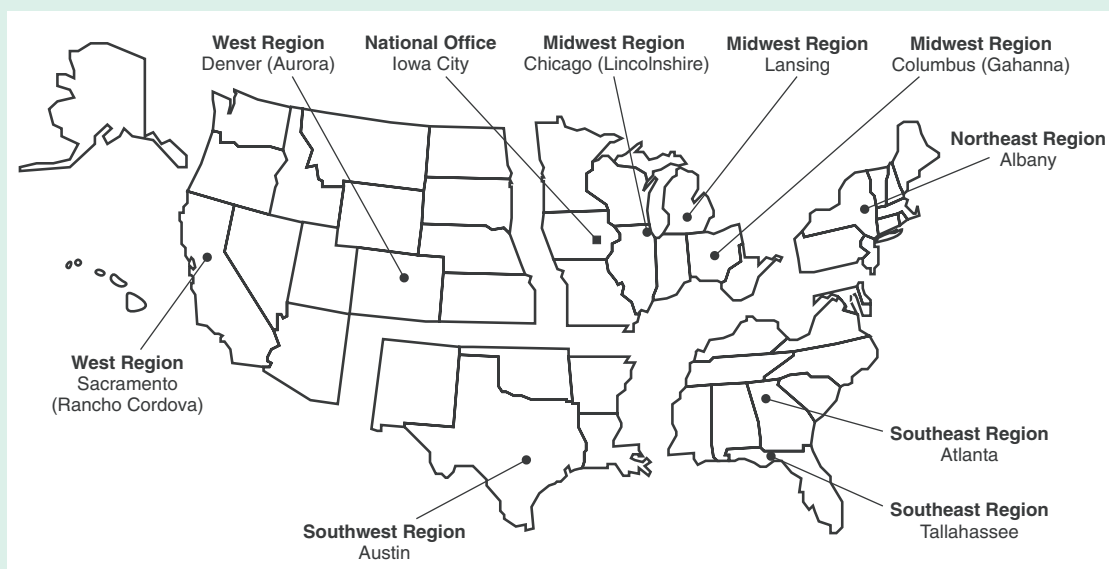 West Region
Denver (Aurora)
National Office
Iowa City
Midwest Region
Chicago (Lincolnshire)
Midwest Region
Lansing
Midwest Region
Columbus (Gahanna)
Northeast Region
Albany
West Region
Sacramento
(Rancho Cordova)
Southeast Region
Atlanta
Southeast Region
Tallahassee
Southwest Region
Austin